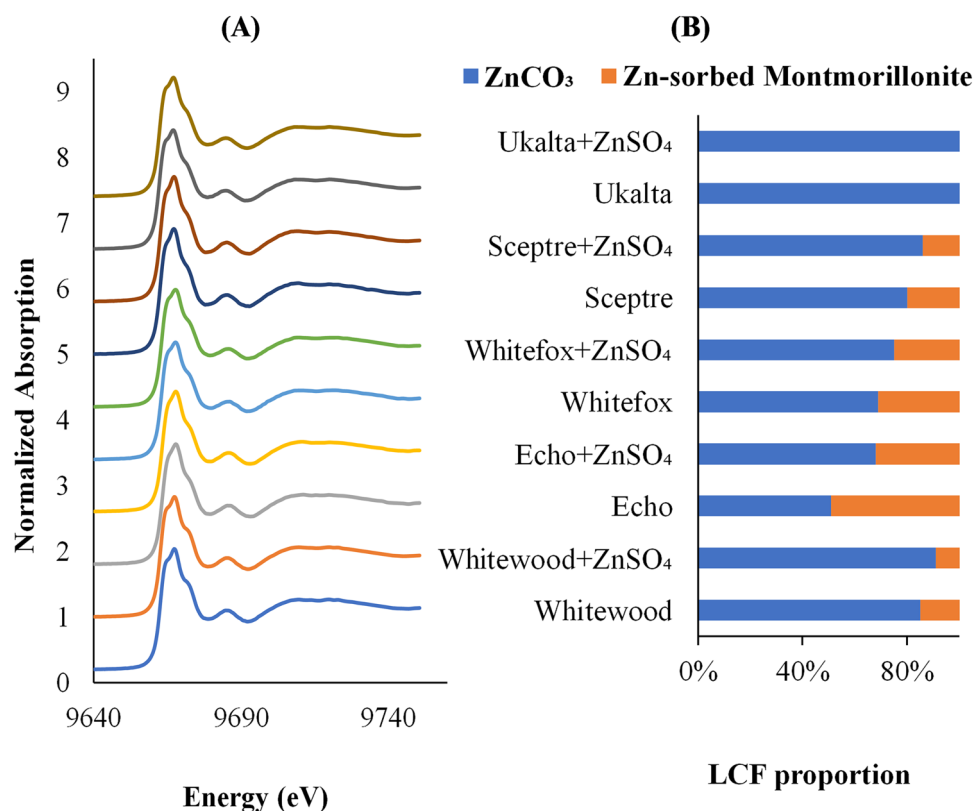 (A)
Normalized Absorption
9
8
7
6
5
4
3
2
1
0
9640 9690 9740
Energy (eV)
(B)
ZnCO₃ Zn-sorbed Montmorillonite
Ukalta+ZnSO₄
Ukalta
Sceptre+ZnSO₄
Sceptre
Whitefox+ZnSO₄
Whitefox
Echo+ZnSO₄
Echo
Whitewood+ZnSO₄
Whitewood
0% 40% 80%
LCF proportion